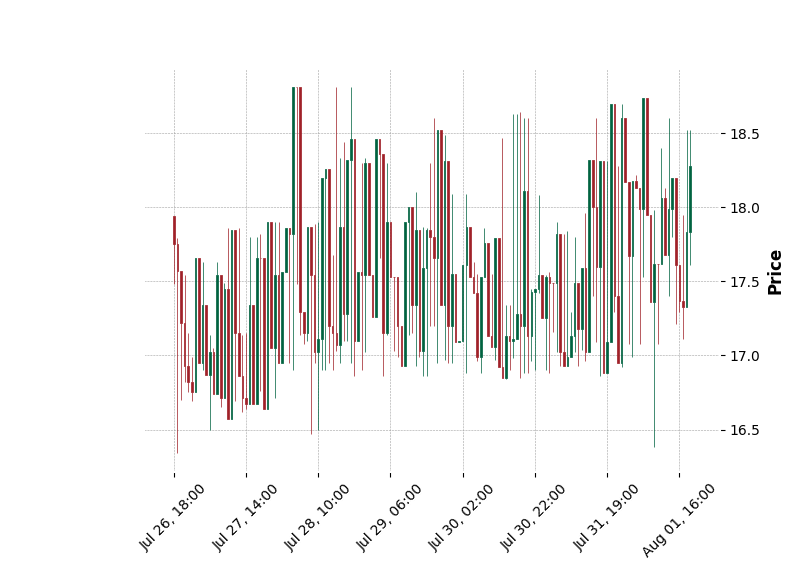 18.5
18.0
17.5
17.0
16.5
Price
Jul 26, 18:00
Jul 27, 14:00
Jul 28, 10:00
Jul 29, 06:00
Jul 30, 02:00
Jul 30, 22:00
Jul 31, 19:00
Aug 01, 16:00